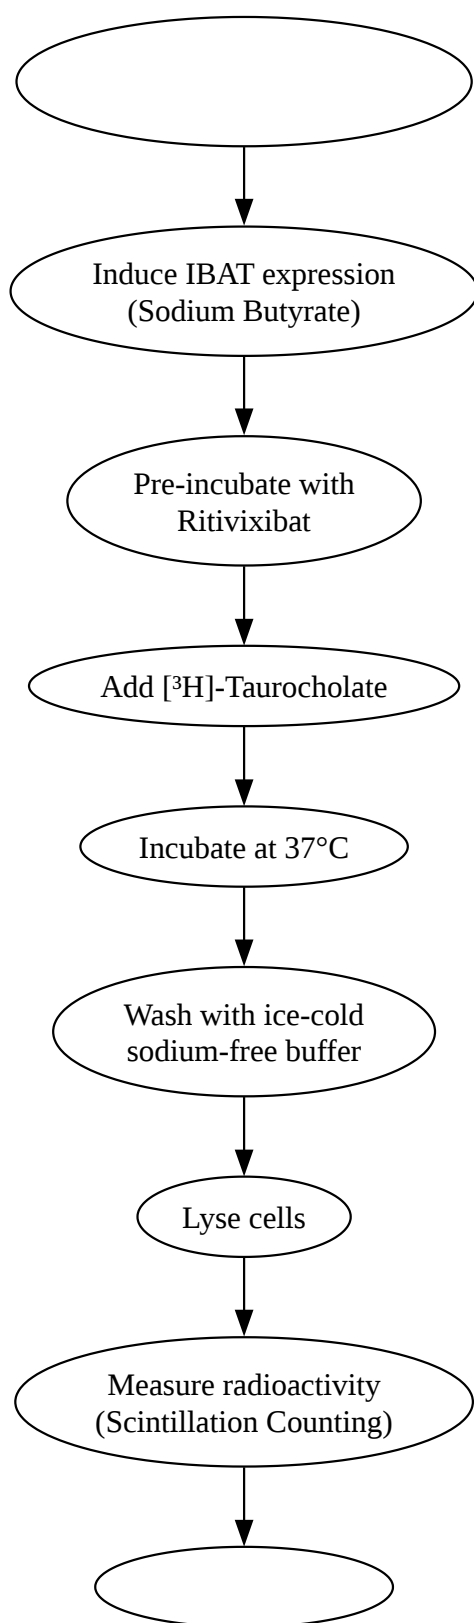 Induce IBAT expression
(Sodium Butyrate)
Pre-incubate with
Ritivixibat
Add [³H]-Taurocholate
Incubate at 37°C
Wash with ice-cold
sodium-free buffer
Lyse cells
Measure radioactivity
(Scintillation Counting)